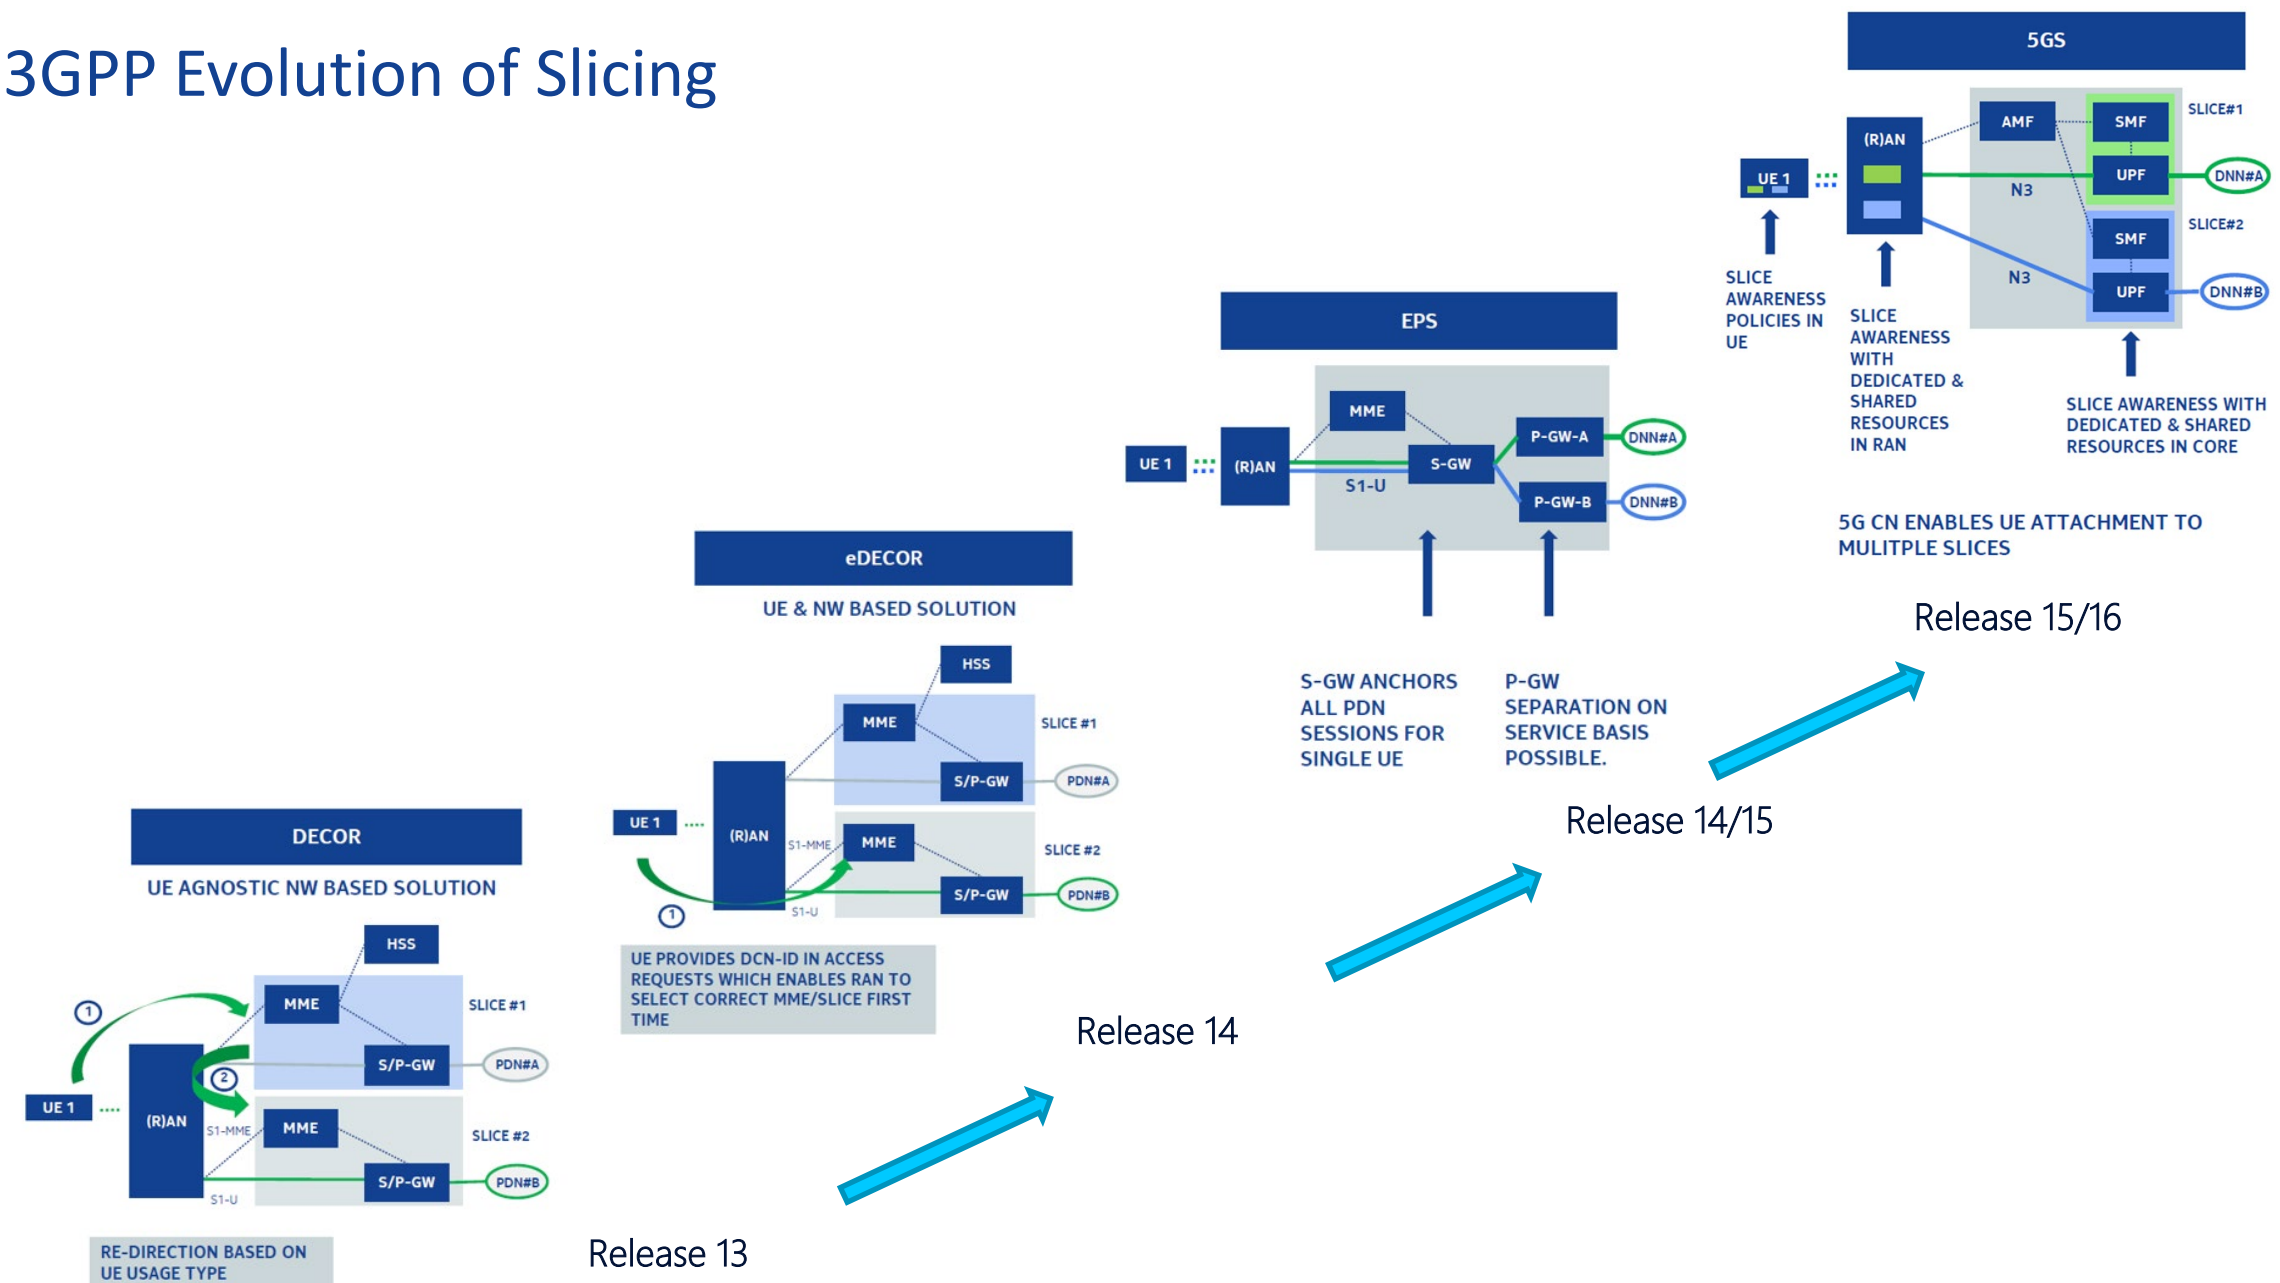 3GPP Evolution of Slicing
5GS
AMF
SMF
SLICE#1
(R)AN
UE 1
UPF
DNN#A
N3
SMF
SLICE#2
N3
UPF
DNN#B
SLICE
AWARENESS
POLICIES IN
UE
SLICE
AWARENESS
WITH
DEDICATED &
SHARED
RESOURCES
IN RAN
SLICE AWARENESS WITH
DEDICATED & SHARED
RESOURCES IN CORE
5G CN ENABLES UE ATTACHMENT TO
MULITPLE SLICES
Release 15/16
EPS
MME
P-GW-A
DNN#A
UE 1
(R)AN
S-GW
S1-U
P-GW-B
DNN#B
S-GW ANCHORS
ALL PDN
SESSIONS FOR
SINGLE UE
P-GW
SEPARATION ON
SERVICE BASIS
POSSIBLE.
Release 14/15
eDECOR
UE & NW BASED SOLUTION
HSS
MME
SLICE #1
S/P-GW
PDN#A
UE 1
(R)AN
S1-MME
MME
SLICE #2
S/P-GW
PDN#B
S1-U
1
UE PROVIDES DCN-ID IN ACCESS
REQUESTS WHICH ENABLES RAN TO
SELECT CORRECT MME/SLICE FIRST
TIME
Release 14
DECOR
UE AGNOSTIC NW BASED SOLUTION
HSS
1
MME
SLICE #1
S/P-GW
PDN#A
2
UE 1
(R)AN
S1-MME
MME
SLICE #2
S/P-GW
PDN#B
S1-U
RE-DIRECTION BASED ON
UE USAGE TYPE
Release 13